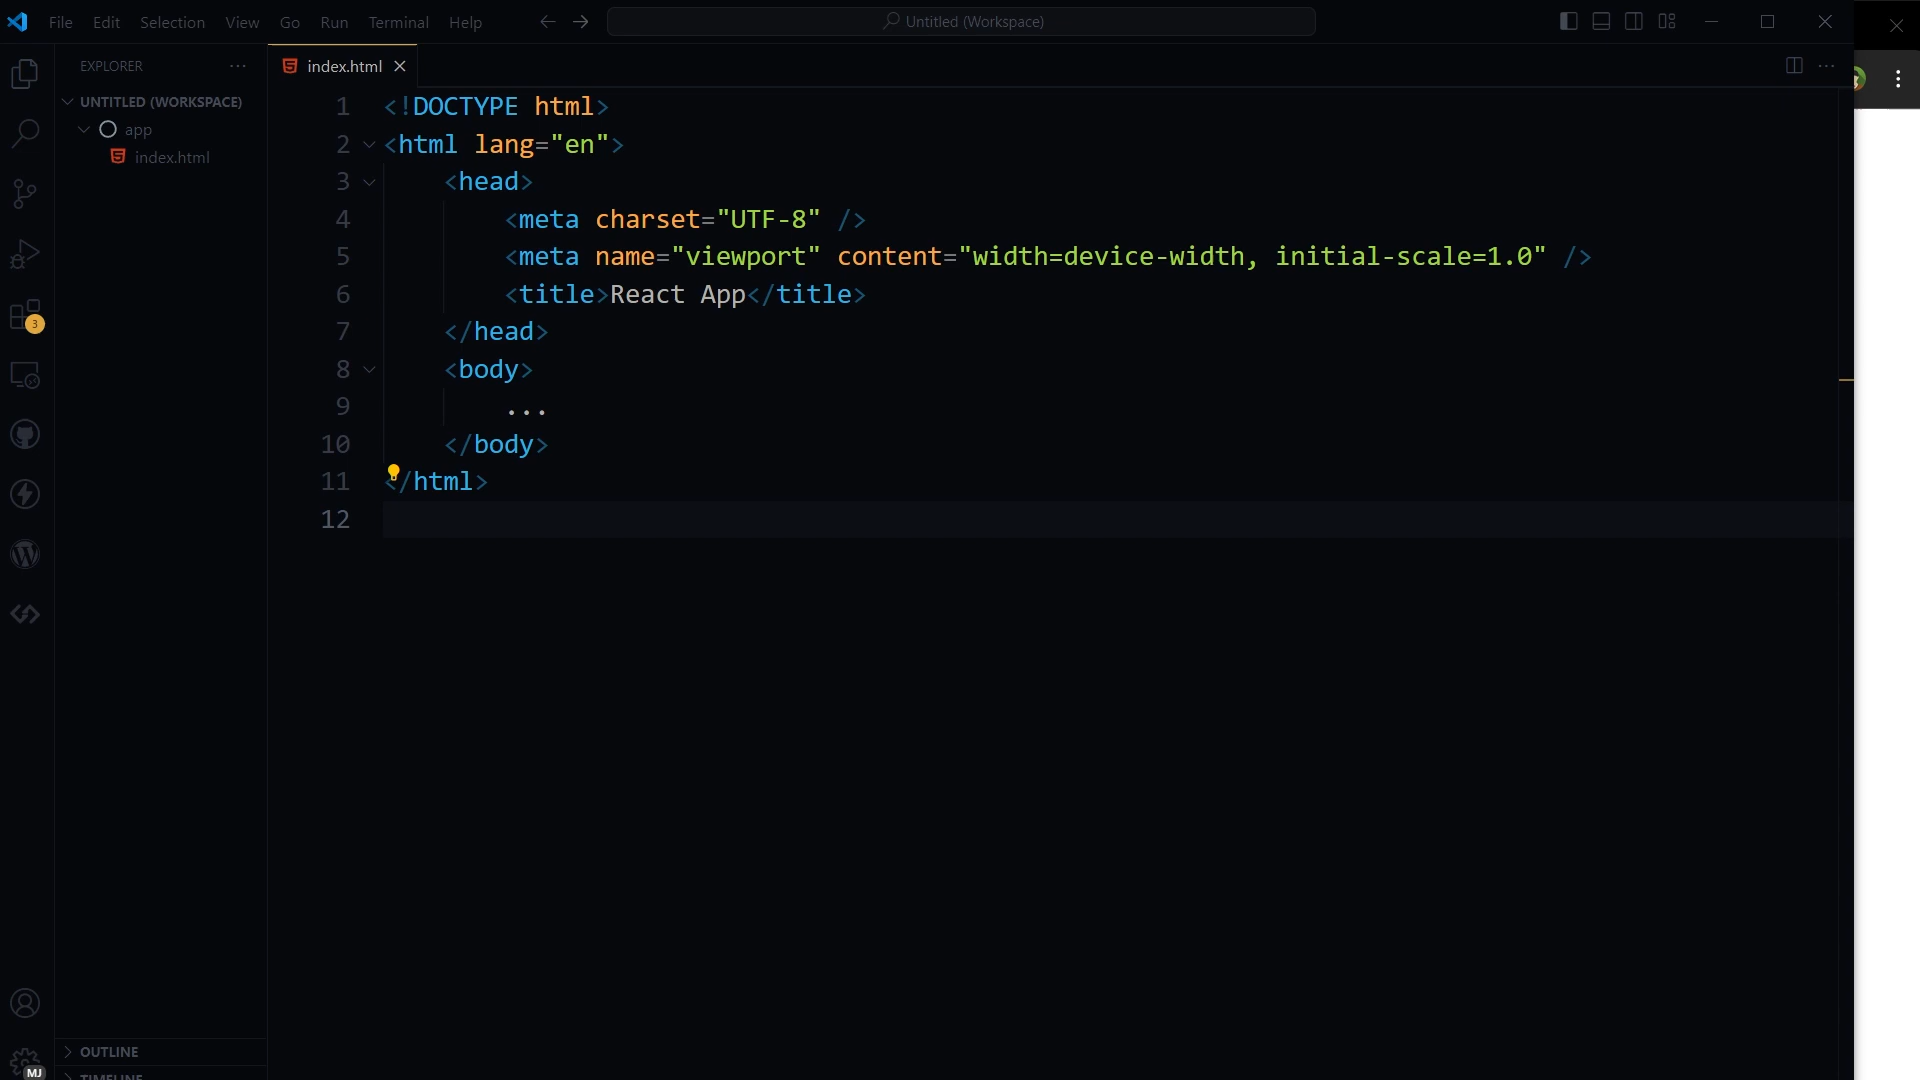 File Edit Selection View Go Run Terminal Help
Untitled (Workspace)
EXPLORER
index.html
UNTITLED (WORKSPACE)
app
index.html
1 <!DOCTYPE html>
2 <html lang="en">
3 <head>
4 <meta charset="UTF-8" />
5 <meta name="viewport" content="width=device-width, initial-scale=1.0" />
6 <title>React App</title>
7 </head>
8 <body>
9 ...
10 </body>
11 </html>
12
3
OUTLINE
TIMELINE
MJ